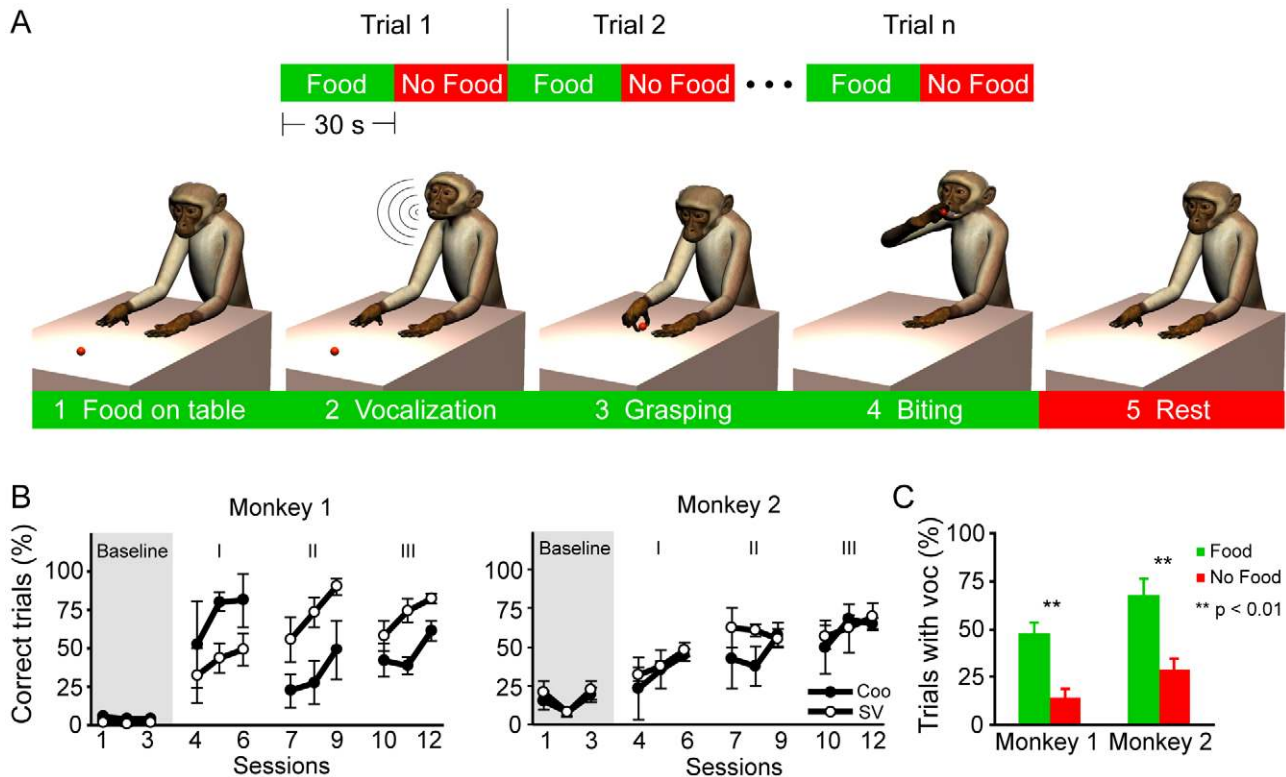 A
Trial 1 Trial 2 Trial n
Food No Food Food No Food • • • Food No Food
30 s
1 Food on table 2 Vocalization 3 Grasping 4 Biting 5 Rest
B
Monkey 1
Correct trials (%)
100
75
50
25
0
Baseline I II III
1 3 4 6 7 9 10 12
Sessions
Monkey 2
100
75
50
25
0
Baseline I II III
Coo
SV
1 3 4 6 7 9 10 12
Sessions
C
Trials with voc (%)
75
50
25
0
**
**
Food
No Food
** p < 0.01
Monkey 1 Monkey 2